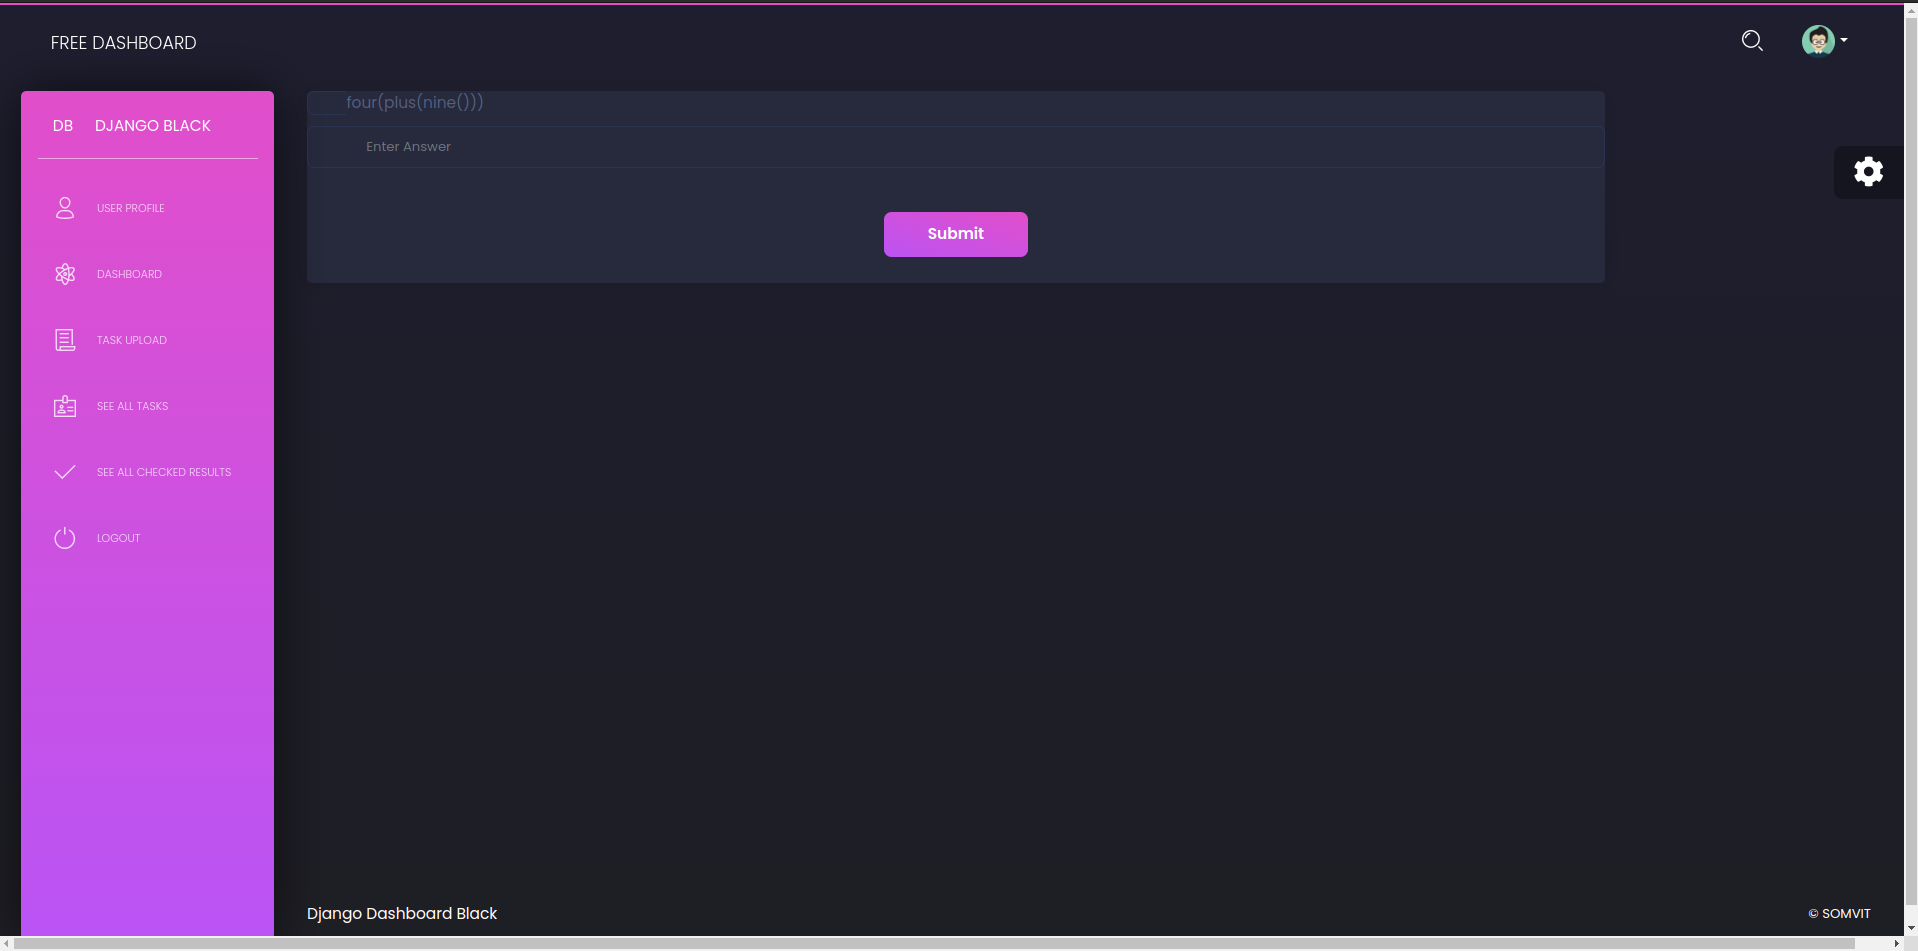 FREE DASHBOARD
DB DJANGO BLACK
USER PROFILE
DASHBOARD
TASK UPLOAD
SEE ALL TASKS
SEE ALL CHECKED RESULTS
LOGOUT
four(plus(nine()))
Enter Answer
Submit
Django Dashboard Black
© SOMVIT